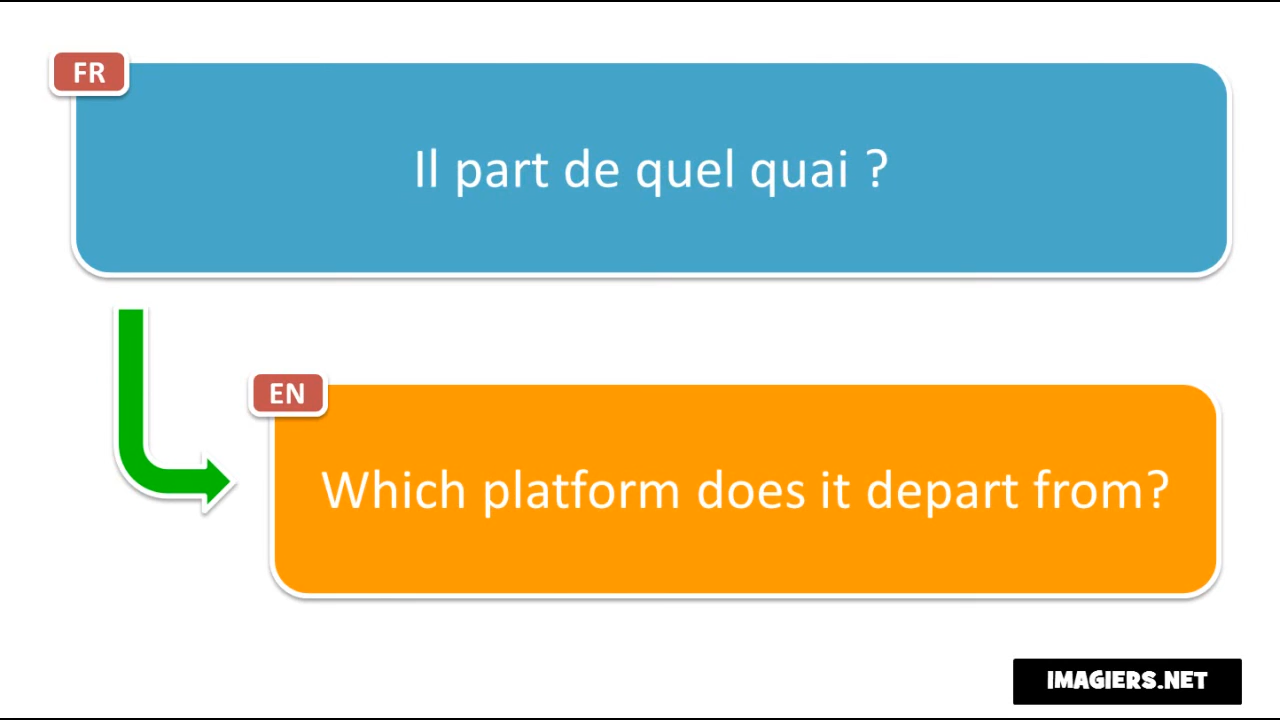 FR
Il part de quel quai ?
EN
Which platform does it depart from?
IMAGIERS.NET